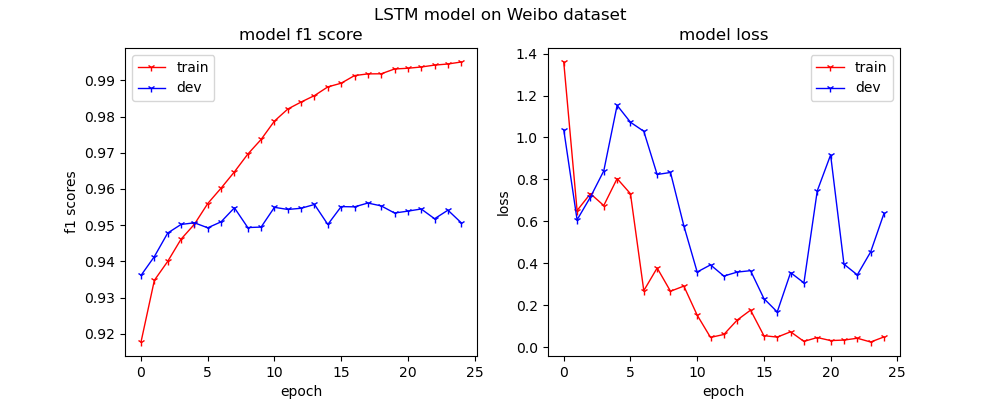 LSTM model on Weibo dataset
model f1 score
train
dev
0.99
0.98
0.97
0.96
0.95
0.94
0.93
0.92
f1 scores
0 5 10 15 20 25
epoch
model loss
train
dev
1.4
1.2
1.0
0.8
0.6
0.4
0.2
0.0
loss
0 5 10 15 20 25
epoch